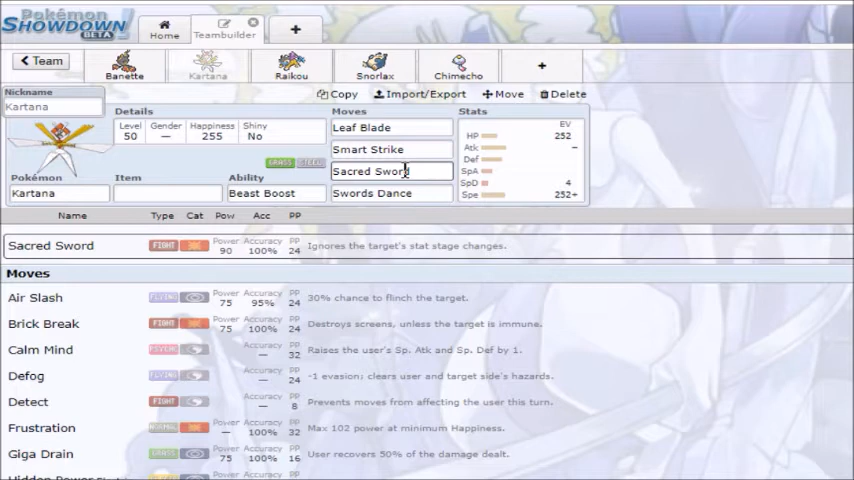 Pokémon
SHOWDOWN!
BETA
Home
Teambuilder
+
< Team
Banette
Kartana
Raikou
Snorlax
Chimecho
+
Nickname
Kartana
Copy
Import/Export
Move
Delete
Details
Moves
Stats
Level Gender Happiness Shiny
50 — 255 No
GRASS STEEL
Leaf Blade
Smart Strike
Sacred Sword
Swords Dance
EV
HP 252
Atk –
Def
SpA
SpD 4
Spe 252+
Pokémon Item Ability
Kartana
Beast Boost
Name Type Cat Pow Acc PP
Sacred Sword FIGHT Power 90 Accuracy 100% PP 24 Ignores the target's stat stage changes.
Moves
Air Slash FLYING Power 75 Accuracy 95% PP 24 30% chance to flinch the target.
Brick Break FIGHT Power 75 Accuracy 100% PP 24 Destroys screens, unless the target is immune.
Calm Mind PSYCHC Accuracy — PP 32 Raises the user's Sp. Atk and Sp. Def by 1.
Defog FLYING Accuracy — PP 24 -1 evasion; clears user and target side's hazards.
Detect FIGHT Accuracy — PP 8 Prevents moves from affecting the user this turn.
Frustration NORMAL Power — Accuracy 100% PP 32 Max 102 power at minimum Happiness.
Giga Drain GRASS Power 75 Accuracy 100% PP 16 User recovers 50% of the damage dealt.
Hidden Power Power Accuracy PP